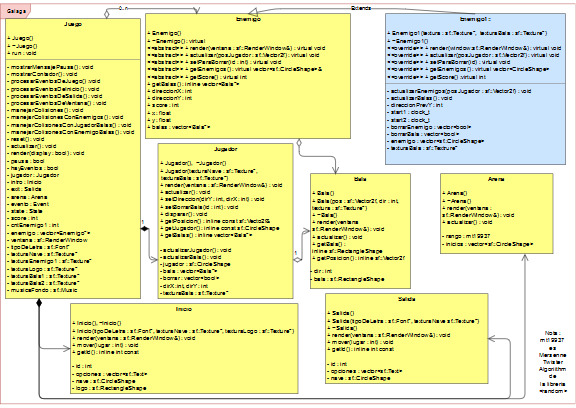 Galaga
Juego
+ Juego()
+ ~Juego()
+ run : void
- mostrarMensajePausa() : void
- mostrarContador() : void
- procesarEventosDeJuego() : void
- procesarEventosDeInicio() : void
- procesarEventosDeSalida() : void
- procesarEventosDeVentana() : void
- manejarColisiones() : void
- manejarColisionesConEnemigos() : void
- manejarColisionesConJugadorBalas() : void
- manejarColisionesConEnemigoBalas() : void
- reset() : void
- actualizar() : void
- render(display : bool) : void
- pausa : bool
- hayEventos : bool
- jugador : Jugador
- intro : Inicio
- exit : Salida
- arena : Arena
- evento : Event
- state : State
- score : int
- cntEnemigo1 : int
- enemigo : vector<Enemigo*>
- ventana : sf::RenderWindow
- tipoDeLetra : sf::Font*
- texturaNave : sf::Texture*
- texturaEnemigo1 : sf::Texture*
- texturaLogo : sf::Texture*
- texturaBala1 : sf::Texture*
- texturaBala2 : sf::Texture*
- musicaFondo : sf::Music
0..n
Enemigo
+ Enemigo()
+ ~Enemigo() : virtual
+ <<abstract>> + render(ventana : sf::RenderWindow&) : virtual void
+ <<abstract>> + actualizar(posJugador : sf::Vector2f) : virtual void
+ <<abstract>> + setParaBorrar(id : int) : virtual void
+ <<abstract>> + getEnemigos() : virtual vector<sf::CircleShape*>&
+ <<abstract>> + getScore() : virtual int
+ getBalas() : inline vector<Bala*>
+ direccionX : int
+ direccionY : int
+ score : int
+ x : float
+ y : float
+ balas : vector<Bala*>
Extends
Enemigo1 :
+ Enemigo1(textura : sf::Texture*, texturaBala : sf::Texture*)
+ ~Enemigo1()
+ <<override>> + render(window : sf::RenderWindow&) : virtual void
+ <<override>> + actualizar(posJugador : sf::Vector2f) : virtual void
+ <<override>> + setParaBorrar(id : int) : virtual void
+ <<override>> + getEnemigos() : virtual vector<sf::CircleShape*>
+ <<override>> + getScore() virtual int
- actualizarEnemigos(posJugador : sf::Vector2f) : void
- actualizarBalas() : void
- direccionPrevY : int
- start1 : clock_t
- start2 : clock_t
- borrarEnemigo : vector<bool>
- borrarBala : vector<bool>
- enemigo : vector<sf::CircleShape*>
- texturaBala : sf::Texture*
Jugador
+ Jugador(), ~Jugador()
+ Jugador(texturaNave : sf::Texture*,
texturaBala : sf::Texture*)
+ render(ventana : sf::RenderWindow&) : void
+ actualizar() : void
+ setDireccion(dirY : int, dirX : int) : void
+ setBorrarBala(id : int) : void
+ disparar() : void
+ getPosicion() : inline const sf::Vector2f&
+ getJugador() : inline const sf::CircleShape
+ getBalas() : inline vector<Bala*>
- actualizarJugador() : void
- actualizarBalas() : void
- jugador : sf::CircleShape
- bala : vector<Bala*>
- borrar : vector<bool>
- dirX : int, dirY : int
- texturaBala : sf::Texture*
1
1
Bala
+ Bala()
+ Bala(pos : sf::Vector2f, dir : int,
textura : sf::Texture*)
+ ~Bala()
+ render(ventana :
sf::RenderWindow&) : void
+ actualizar() : void
+ getBala() :
inline sf::RectangleShape
+ getPosicion() : inline sf::Vector2f
- dir : int
- bala : sf::RectangleShape
Arena
+ Arena()
+ ~Arena()
+ render(ventana :
sf::RenderWindow&) : void
+ actualizar() : void
- rango : mt19937
- inicios : vector<sf::CircleShape>
Inicio
+ Inicio(), ~Inicio()
+ Inicio(tipoDeLetra : sf::Font*, texturaNave : sf::Texture*, texturaLogo : sf::Texture*)
+ render(ventana : sf::RenderWindow&) : void
+ mover(lugar : int) : void
+ getId() : inline int const
- id : int
- opciones : vector<sf::Text>
- nave : sf::CircleShape
- logo : sf::RectangleShape
Salida
+ Salida()
+ Salida(tipoDeLetra : sf::Font*, texturaNave : sf::Texture*)
+ ~Salida()
+ render(ventana : sf::RenderWindow&) : void
+ mover(lugar : int) : void
+ getId() : inline int const
- id : int
- opciones : vector<sf::Text>
- nave : sf::CircleShape
Nota :
mt19937
es
Mersenne
Twister
Algorithm
de
la libreria
<random>